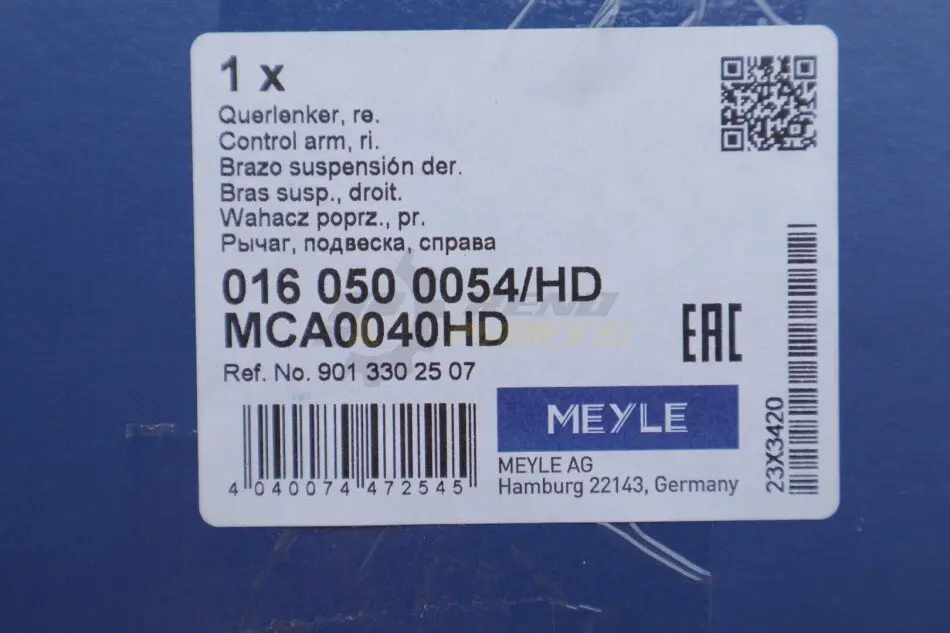 1 x
Querlenker, re.
Control arm, ri.
Brazo suspensión der.
Bras susp., droit.
Wahacz poprz., pr.
Рычаг, подвеска, справа
016 050 0054/HD
MCA0040HD
Ref. No. 901 330 25 07
EAC
4 040074 472545
MEYLE
MEYLE AG
Hamburg 22143, Germany
23X3420